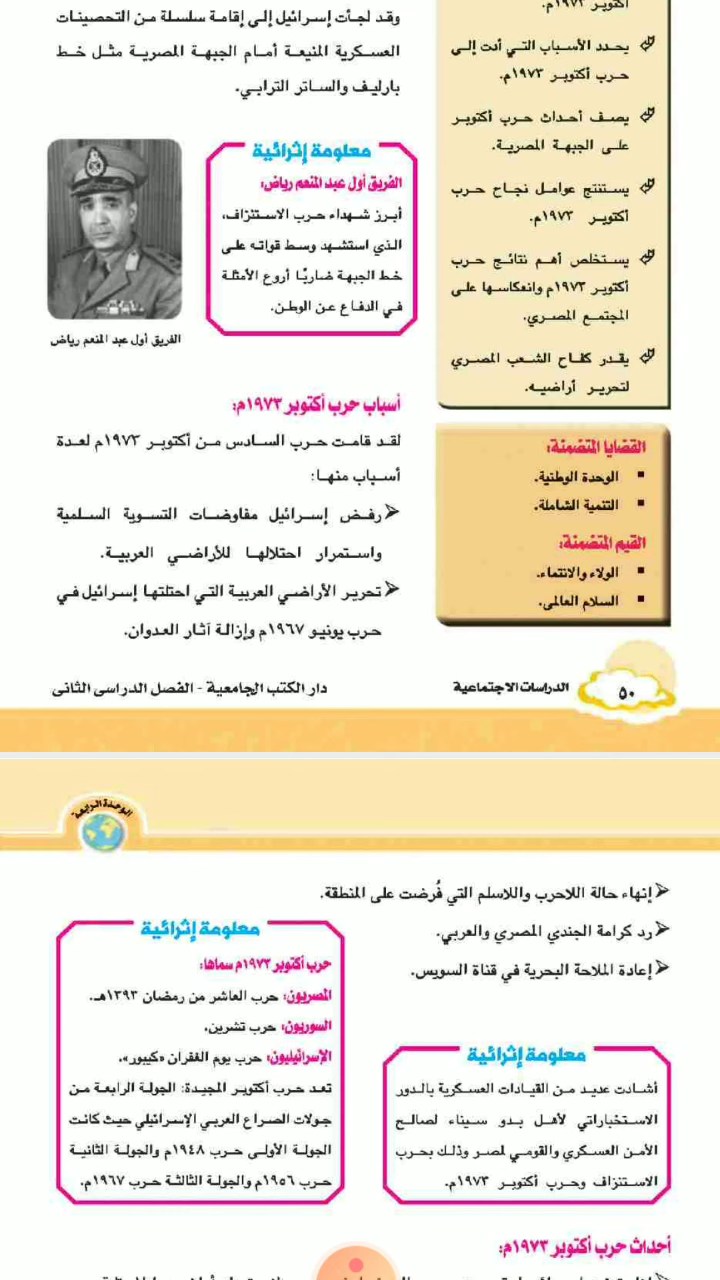 أكتوبر ١٩٧٣م.
يحدد الأسباب التي أدت إلى
حرب أكتوبر ١٩٧٣م.
يصف أحداث حرب أكتوبر
على الجبهة المصرية.
يستنتج عوامل نجاح حرب
أكتوبر ١٩٧٣م.
يستخلص أهم نتائج حرب
أكتوبر ١٩٧٣م وانعكاسها على
المجتمع المصري.
يقدر كفاح الشعب المصري
لتحرير أراضيه.
القضايا المتضمنة:
الوحدة الوطنية.
التنمية الشاملة.
القيم المتضمنة:
الولاء والانتماء.
السلام العالمى.
وقد لجأت إسرائيل إلى إقامة سلسلة من التحصينات
العسكرية المنيعة أمام الجبهة المصرية مثل خط
بارليف والساتر الترابي.
معلومة إثرائية
الفريق أول عبد المنعم رياض:
أبرز شهداء حرب الاستنزاف،
الذي استشهد وسط قواته على
خط الجبهة ضاربًا أروع الأمثلة
في الدفاع عن الوطن.
الفريق أول عبد المنعم رياض
أسباب حرب أكتوبر ١٩٧٣م:
لقد قامت حرب السادس من أكتوبر ١٩٧٣م لعدة
أسباب منها:
رفض إسرائيل مفاوضات التسوية السلمية
واستمرار احتلالها للأراضي العربية.
تحرير الأراضي العربية التي احتلتها إسرائيل في
حرب يونيو ١٩٦٧م وإزالة آثار العدوان.
٥٠
الدراسات الاجتماعية
دار الكتب الجامعية - الفصل الدراسى الثانى
الوحدة الرابعة
إنهاء حالة اللاحرب واللاسلم التي فُرضت على المنطقة.
رد كرامة الجندي المصري والعربي.
إعادة الملاحة البحرية في قناة السويس.
معلومة إثرائية
أشادت عديد من القيادات العسكرية بالدور
الاستخباراتي لأهل بدو سيناء لصالح
الأمن العسكري والقومي لمصر وذلك بحرب
الاستنزاف وحرب أكتوبر ١٩٧٣م.
معلومة إثرائية
حرب أكتوبر ١٩٧٣م سماها:
المصريون: حرب العاشر من رمضان ١٣٩٣هـ.
السوريون: حرب تشرين.
الإسرائيليون: حرب يوم الغفران «كيبور».
تعد حرب أكتوبر المجيدة: الجولة الرابعة من
جولات الصراع العربي الإسرائيلي حيث كانت
الجولة الأولى حرب ١٩٤٨م والجولة الثانية
حرب ١٩٥٦م والجولة الثالثة حرب ١٩٦٧م.
أحداث حرب أكتوبر ١٩٧٣م: